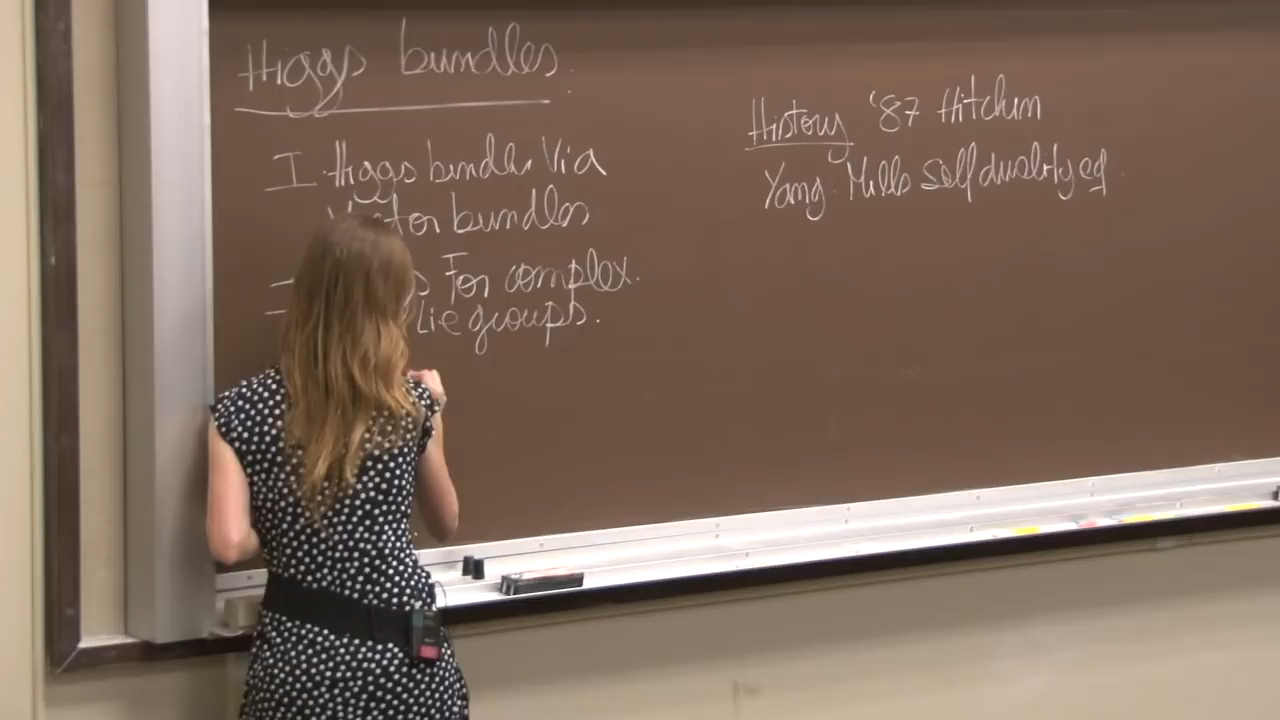 Higgs bundles.
I. Higgs bundles Via
Vector bundles
For complex.
Lie groups.
History '87 Hitchin
Yang Mills self duality eq.